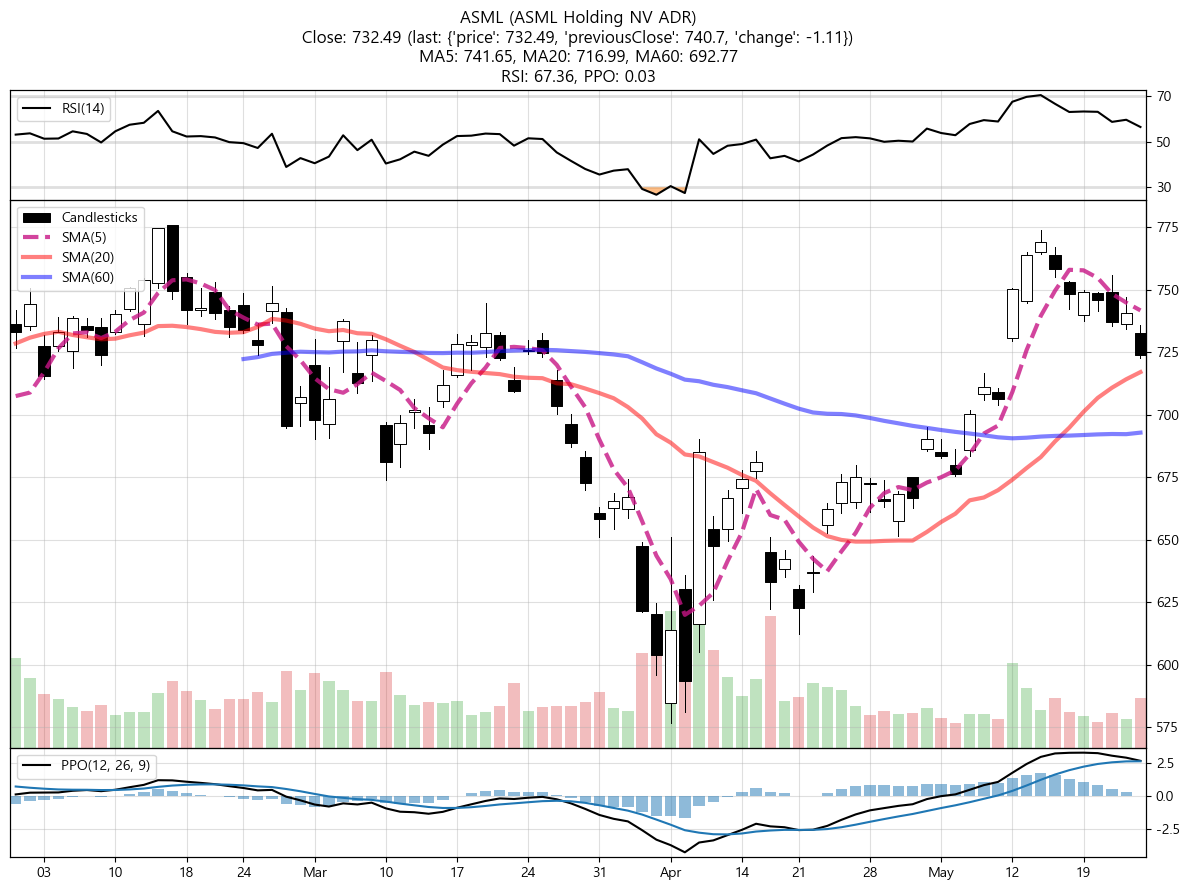 ASML (ASML Holding NV ADR)
Close: 732.49 (last: {'price': 732.49, 'previousClose': 740.7, 'change': -1.11})
MA5: 741.65, MA20: 716.99, MA60: 692.77
RSI: 67.36, PPO: 0.03
RSI(14)
70
50
30
Candlesticks
SMA(5)
SMA(20)
SMA(60)
775
750
725
700
675
650
625
600
575
PPO(12, 26, 9)
2.5
0.0
−2.5
03 10 18 24 Mar 10 17 24 31 Apr 14 21 28 May 12 19